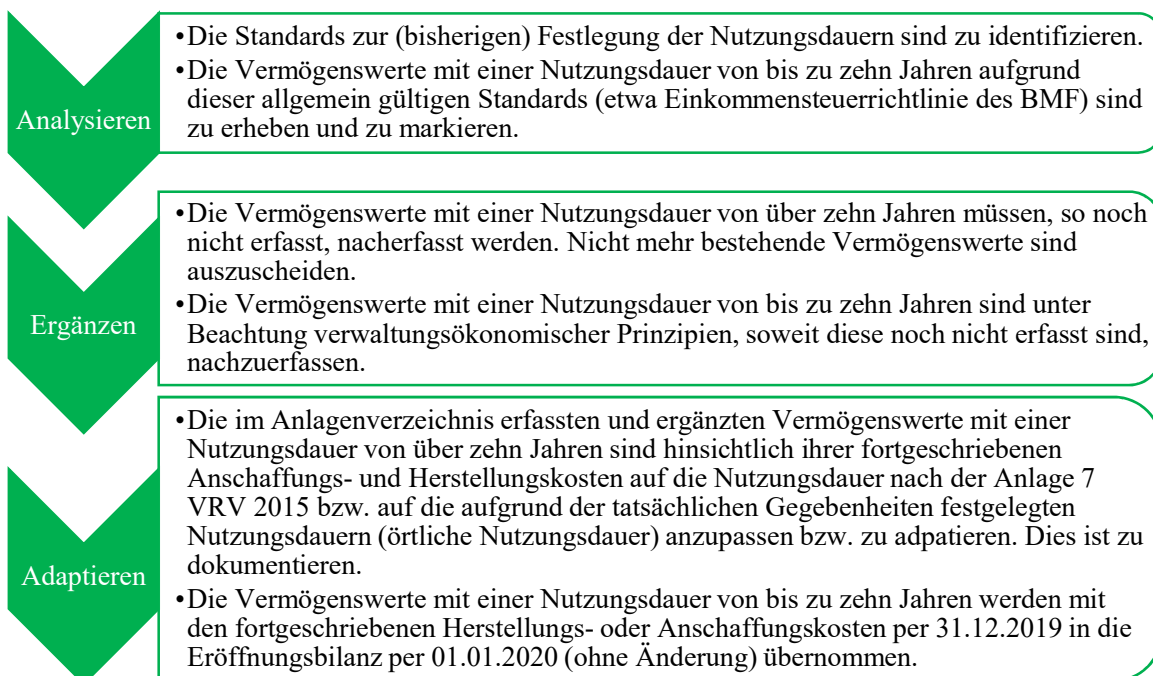 Analysieren
•Die Standards zur (bisherigen) Festlegung der Nutzungsdauern sind zu identifizieren.
•Die Vermögenswerte mit einer Nutzungsdauer von bis zu zehn Jahren aufgrund
dieser allgemein gültigen Standards (etwa Einkommensteuerrichtlinie des BMF) sind
zu erheben und zu markieren.
Ergänzen
•Die Vermögenswerte mit einer Nutzungsdauer von über zehn Jahren müssen, so noch
nicht erfasst, nacherfasst werden. Nicht mehr bestehende Vermögenswerte sind
auszuscheiden.
•Die Vermögenswerte mit einer Nutzungsdauer von bis zu zehn Jahren sind unter
Beachtung verwaltungsökonomischer Prinzipien, soweit diese noch nicht erfasst sind,
nachzuerfassen.
Adaptieren
•Die im Anlagenverzeichnis erfassten und ergänzten Vermögenswerte mit einer
Nutzungsdauer von über zehn Jahren sind hinsichtlich ihrer fortgeschriebenen
Anschaffungs- und Herstellungskosten auf die Nutzungsdauer nach der Anlage 7
VRV 2015 bzw. auf die aufgrund der tatsächlichen Gegebenheiten festgelegten
Nutzungsdauern (örtliche Nutzungsdauer) anzupassen bzw. zu adpatieren. Dies ist zu
dokumentieren.
•Die Vermögenswerte mit einer Nutzungsdauer von bis zu zehn Jahren werden mit
den fortgeschriebenen Herstellungs- oder Anschaffungskosten per 31.12.2019 in die
Eröffnungsbilanz per 01.01.2020 (ohne Änderung) übernommen.